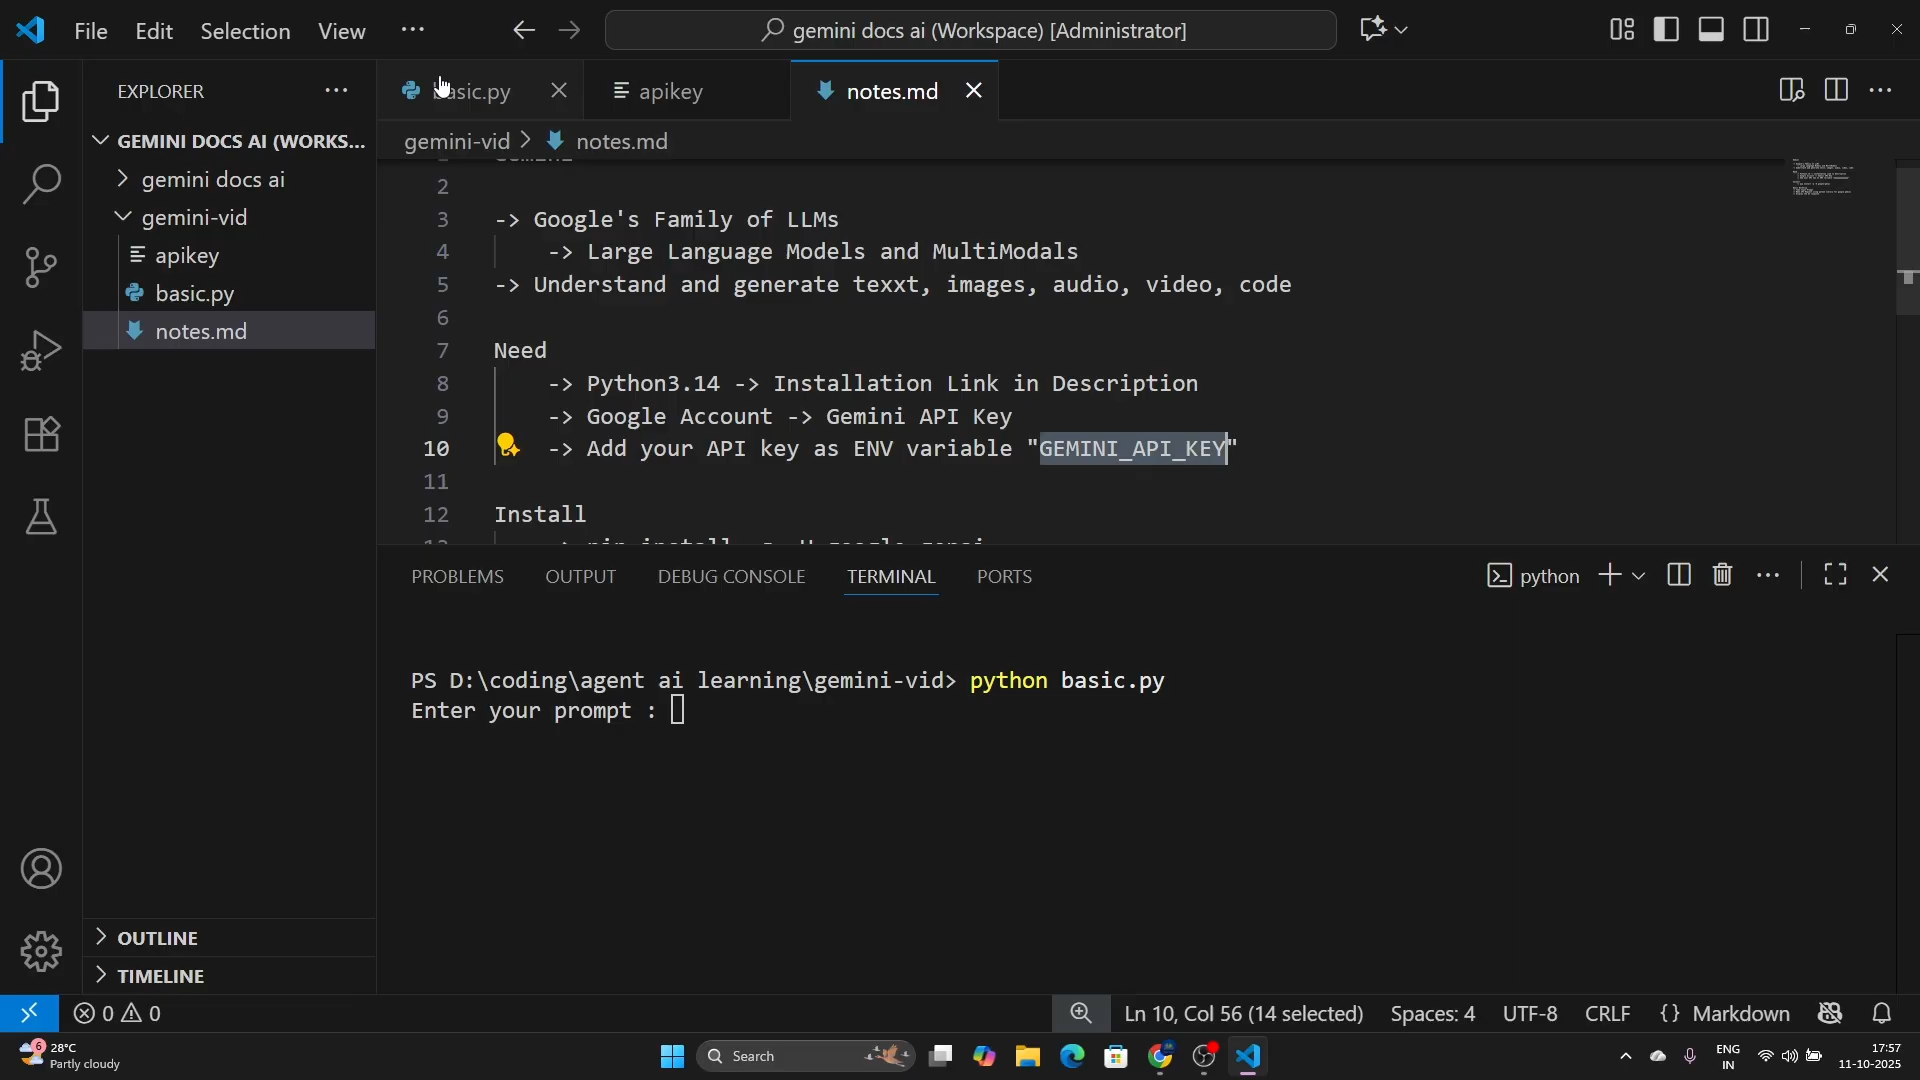 File Edit Selection View ... gemini docs ai (Workspace) [Administrator]
EXPLORER
GEMINI DOCS AI (WORKS...
gemini docs ai
gemini-vid
apikey
basic.py
notes.md
OUTLINE
TIMELINE
basic.py apikey notes.md
gemini-vid > notes.md
2
3 -> Google's Family of LLMs
4 -> Large Language Models and MultiModals
5 -> Understand and generate texxt, images, audio, video, code
6
7 Need
8 -> Python3.14 -> Installation Link in Description
9 -> Google Account -> Gemini API Key
10 -> Add your API key as ENV variable "GEMINI_API_KEY"
11
12 Install
PROBLEMS OUTPUT DEBUG CONSOLE TERMINAL PORTS python
PS D:\coding\agent ai learning\gemini-vid> python basic.py
Enter your prompt :
0 0 Ln 10, Col 56 (14 selected) Spaces: 4 UTF-8 CRLF {} Markdown
6 28°C
Partly cloudy
Search
ENG
IN
17:57
11-10-2025